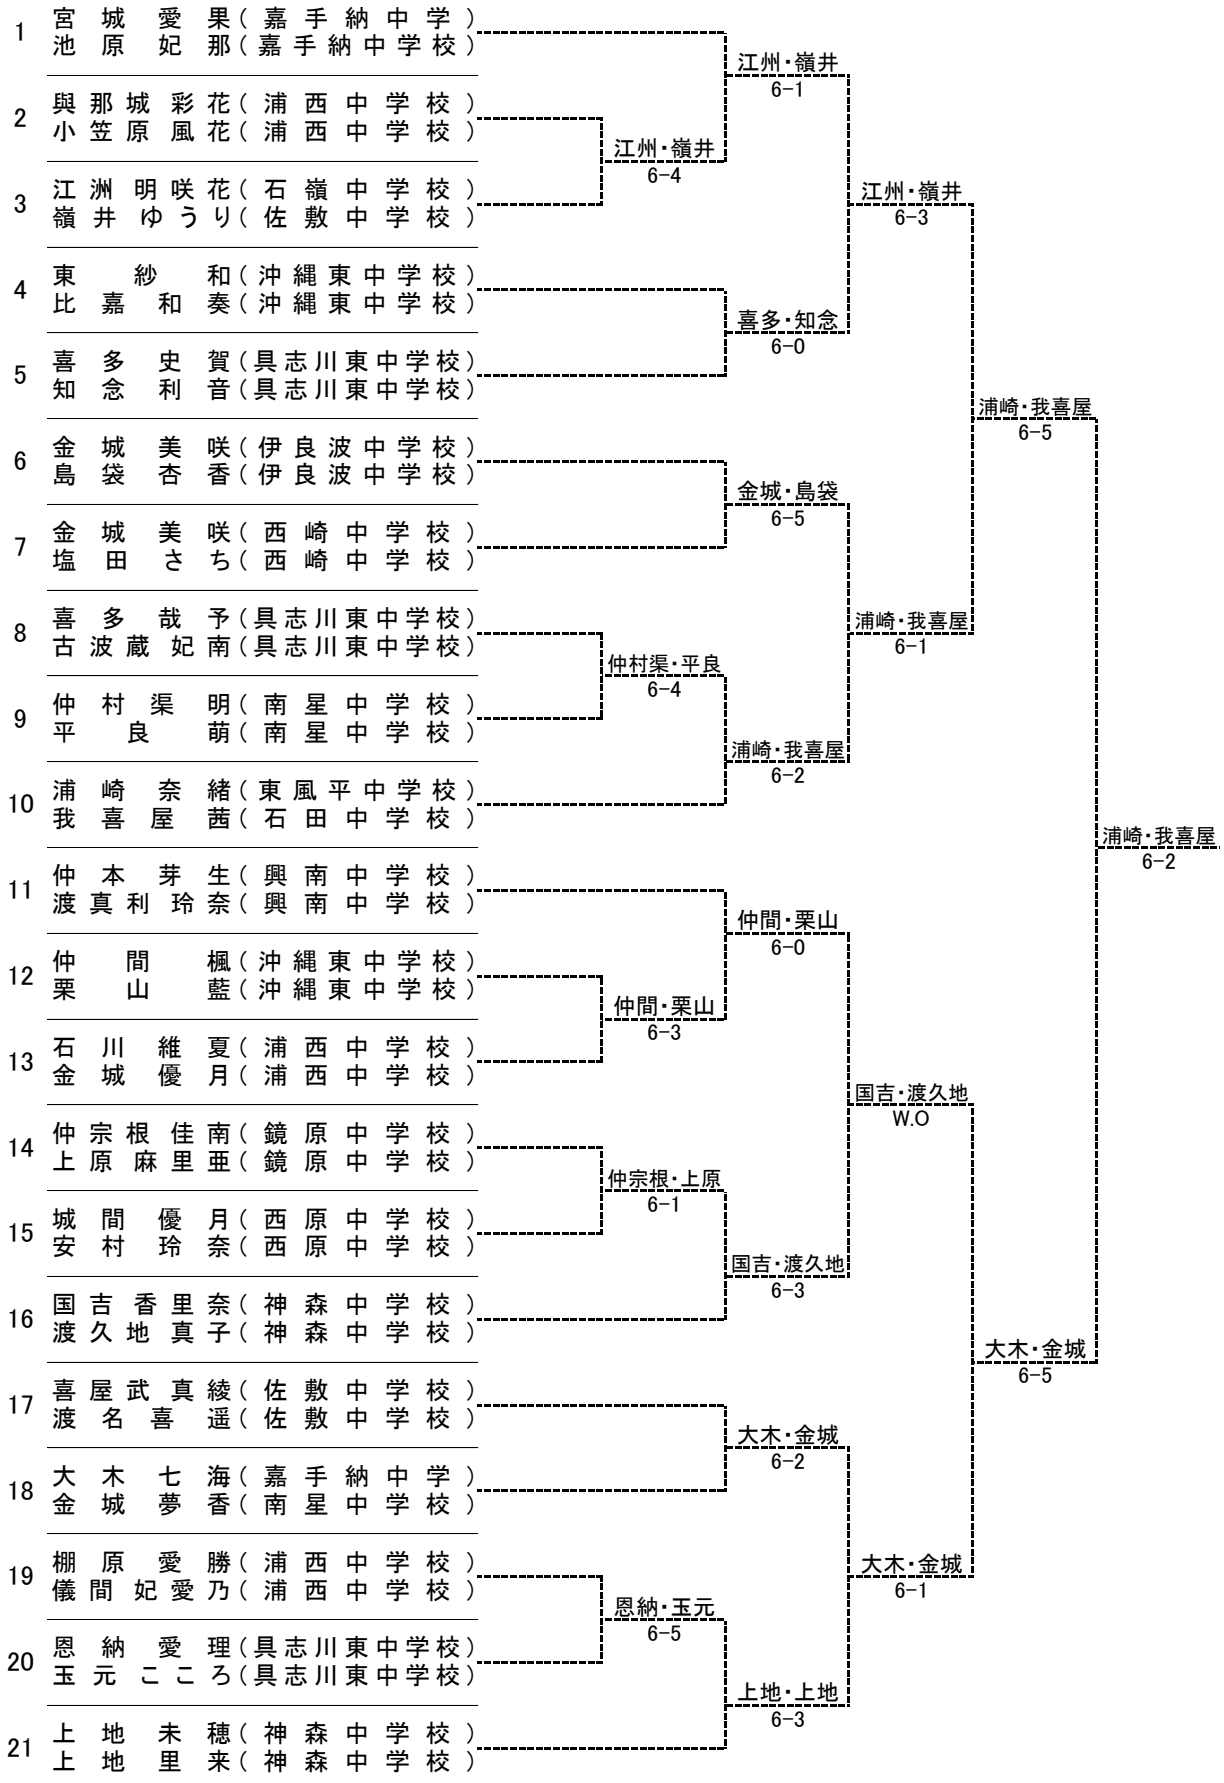 1
宮城愛果(嘉手納中学)
池原妃那(嘉手納中学校)
2
與那城彩花(浦西中学校)
小笠原風花(浦西中学校)
3
江洲明咲花(石嶺中学校)
嶺井ゆうり(佐敷中学校)
4
東紗和(沖縄東中学校)
比嘉和奏(沖縄東中学校)
5
喜多史賀(具志川東中学校)
知念利音(具志川東中学校)
6
金城美咲(伊良波中学校)
島袋杏香(伊良波中学校)
7
金城美咲(西崎中学校)
塩田さち(西崎中学校)
8
喜多哉予(具志川東中学校)
古波蔵妃南(具志川東中学校)
9
仲村渠明(南星中学校)
平良萌(南星中学校)
10
浦崎奈緒(東風平中学校)
我喜屋茜(石田中学校)
11
仲本芽生(興南中学校)
渡真利玲奈(興南中学校)
12
仲間楓(沖縄東中学校)
栗山藍(沖縄東中学校)
13
石川維夏(浦西中学校)
金城優月(浦西中学校)
14
仲宗根佳南(鏡原中学校)
上原麻里亜(鏡原中学校)
15
城間優月(西原中学校)
安村玲奈(西原中学校)
16
国吉香里奈(神森中学校)
渡久地真子(神森中学校)
17
喜屋武真綾(佐敷中学校)
渡名喜遥(佐敷中学校)
18
大木七海(嘉手納中学)
金城夢香(南星中学校)
19
棚原愛勝(浦西中学校)
儀間妃愛乃(浦西中学校)
20
恩納愛理(具志川東中学校)
玉元こころ(具志川東中学校)
21
上地未穂(神森中学校)
上地里来(神森中学校)
江州・嶺井
6-4
仲村渠・平良
6-4
仲間・栗山
6-3
仲宗根・上原
6-1
恩納・玉元
6-5
江州・嶺井
6-1
喜多・知念
6-0
金城・島袋
6-5
浦崎・我喜屋
6-2
仲間・栗山
6-0
国吉・渡久地
6-3
大木・金城
6-2
上地・上地
6-3
江州・嶺井
6-3
浦崎・我喜屋
6-1
国吉・渡久地
W.O
大木・金城
6-1
浦崎・我喜屋
6-5
大木・金城
6-5
浦崎・我喜屋
6-2